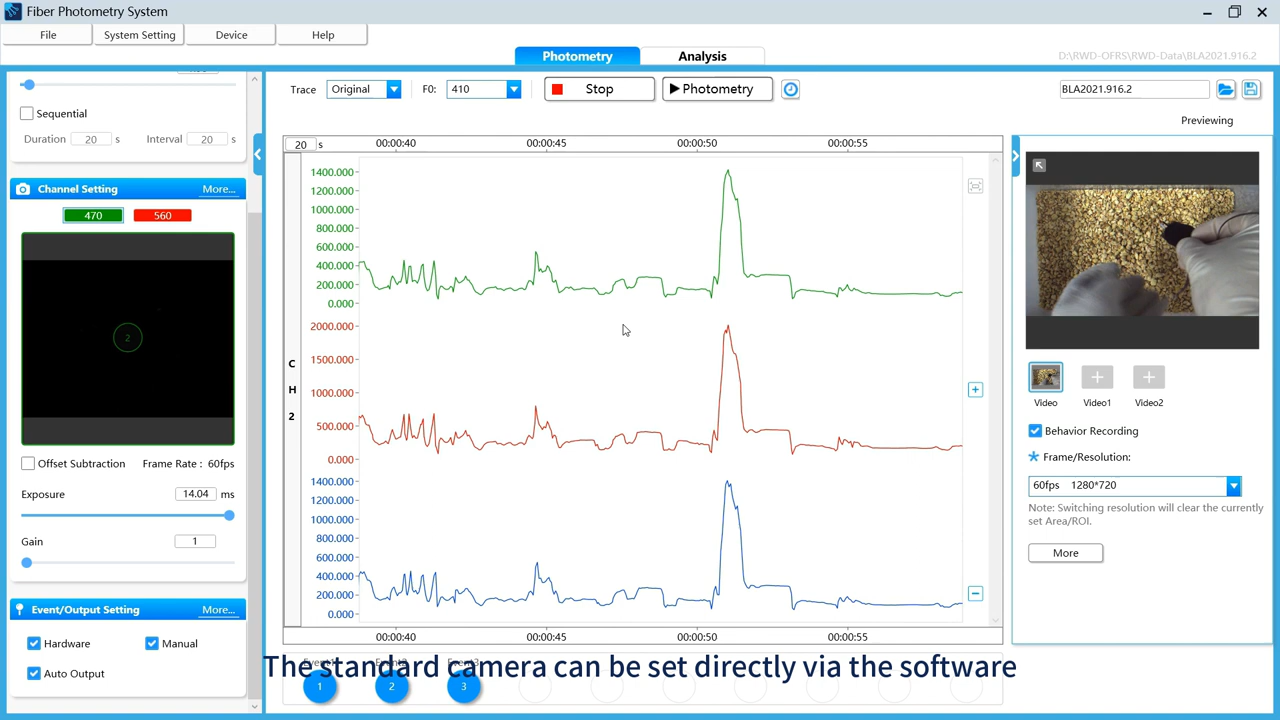 Fiber Photometry System
File
System Setting
Device
Help
Photometry
Analysis
D:\RWD-OFRS\RWD-Data\BLA2021.916.2
Sequential
Duration 20 s Interval 20 s
Channel Setting More...
470 560
2
Offset Subtraction Frame Rate : 60fps
Exposure 14.04 ms
Gain 1
Event/Output Setting More...
Hardware Manual
Auto Output
Trace Original F0: 410 Stop Photometry
20 s 00:00:40 00:00:45 00:00:50 00:00:55
CH2
1400.000
1200.000
1000.000
800.000
600.000
400.000
200.000
0.000
2000.000
1500.000
1000.000
500.000
0.000
1400.000
1200.000
1000.000
800.000
600.000
400.000
200.000
0.000
00:00:40 00:00:45 00:00:50 00:00:55
1 2 3
BLA2021.916.2
Previewing
Video Video1 Video2
Behavior Recording
* Frame/Resolution:
60fps 1280*720
Note: Switching resolution will clear the currently
set Area/ROI.
More
The standard camera can be set directly via the software